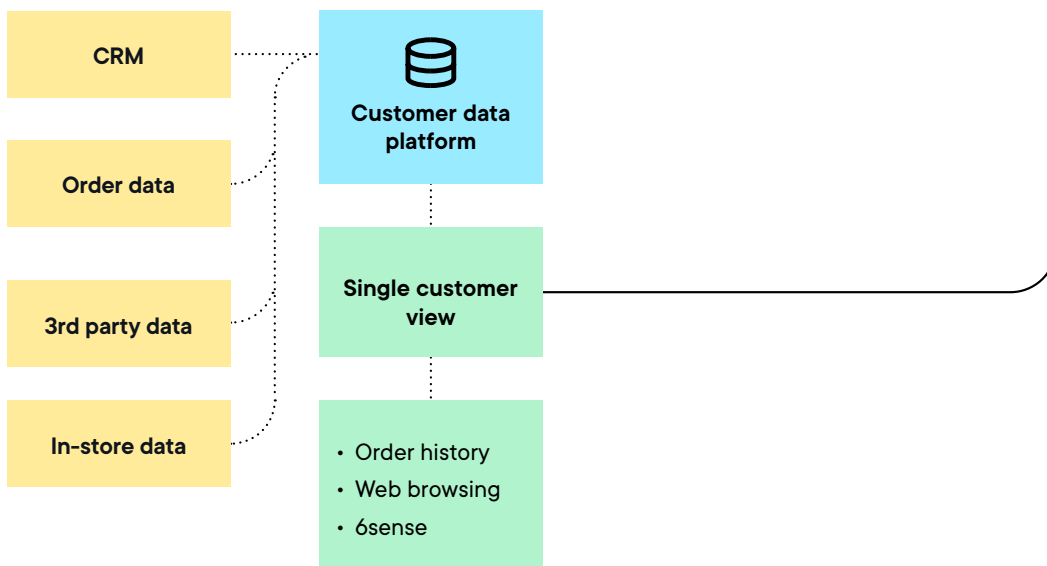 CRM
Order data
3rd party data
In-store data
Customer data
platform
Single customer
view
• Order history
• Web browsing
• 6sense